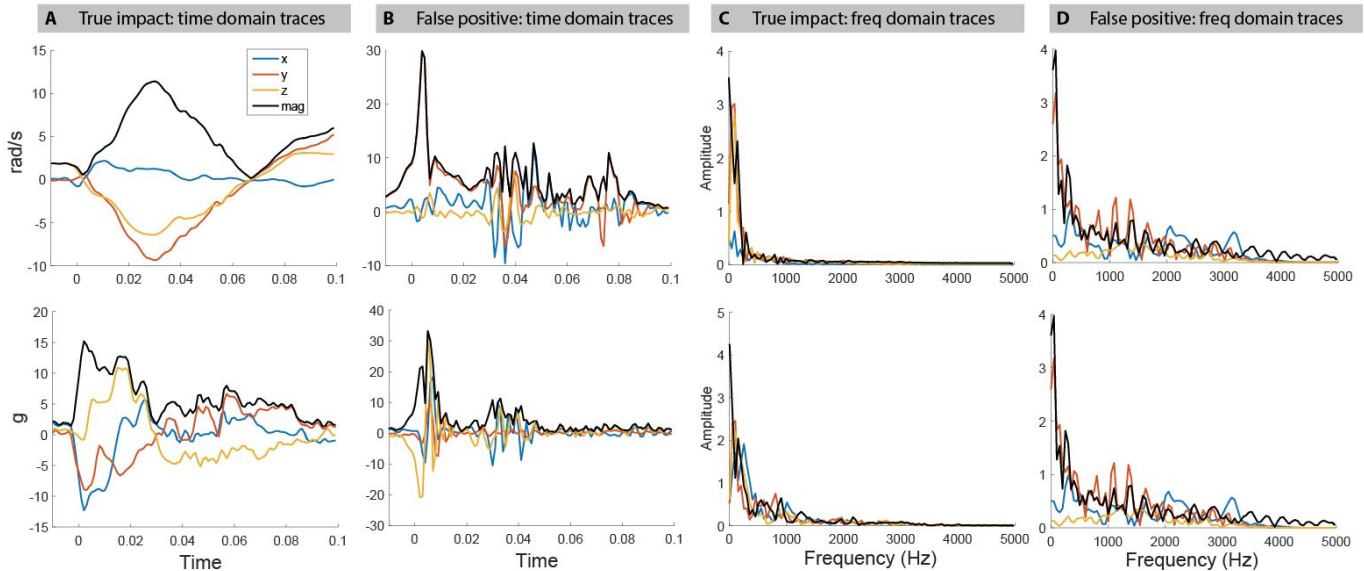 A True impact: time domain traces
B False positive: time domain traces
C True impact: freq domain traces
D False positive: freq domain traces
15
10
5
0
-5
-10
rad/s
x
y
z
mag
0 0.02 0.04 0.06 0.08 0.1
30
20
10
0
-10
0 0.02 0.04 0.06 0.08 0.1
4
3
2
1
0
Amplitude
0 1000 2000 3000 4000 5000
4
3
2
1
0
0 1000 2000 3000 4000 5000
20
15
10
5
0
-5
-10
-15
g
0 0.02 0.04 0.06 0.08 0.1
Time
40
30
20
10
0
-10
-20
-30
0 0.02 0.04 0.06 0.08 0.1
Time
5
4
3
2
1
0
Amplitude
0 1000 2000 3000 4000 5000
Frequency (Hz)
4
3
2
1
0
0 1000 2000 3000 4000 5000
Frequency (Hz)